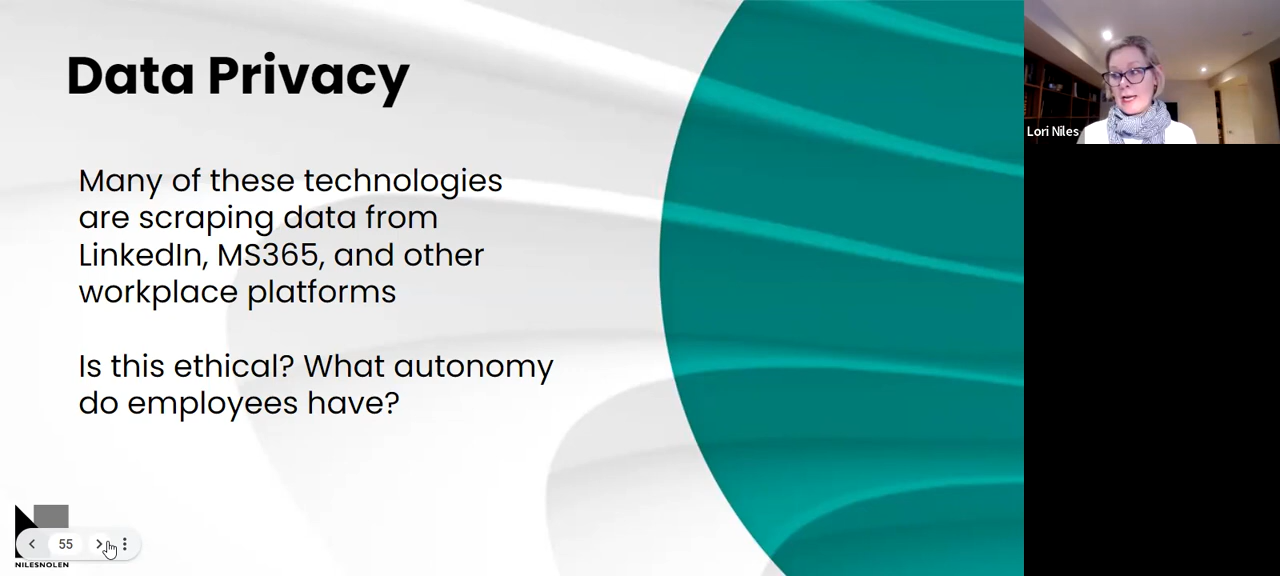 Data Privacy
Many of these technologies
are scraping data from
LinkedIn, MS365, and other
workplace platforms
Is this ethical? What autonomy
do employees have?
55
NILESNOLEN
Lori Niles